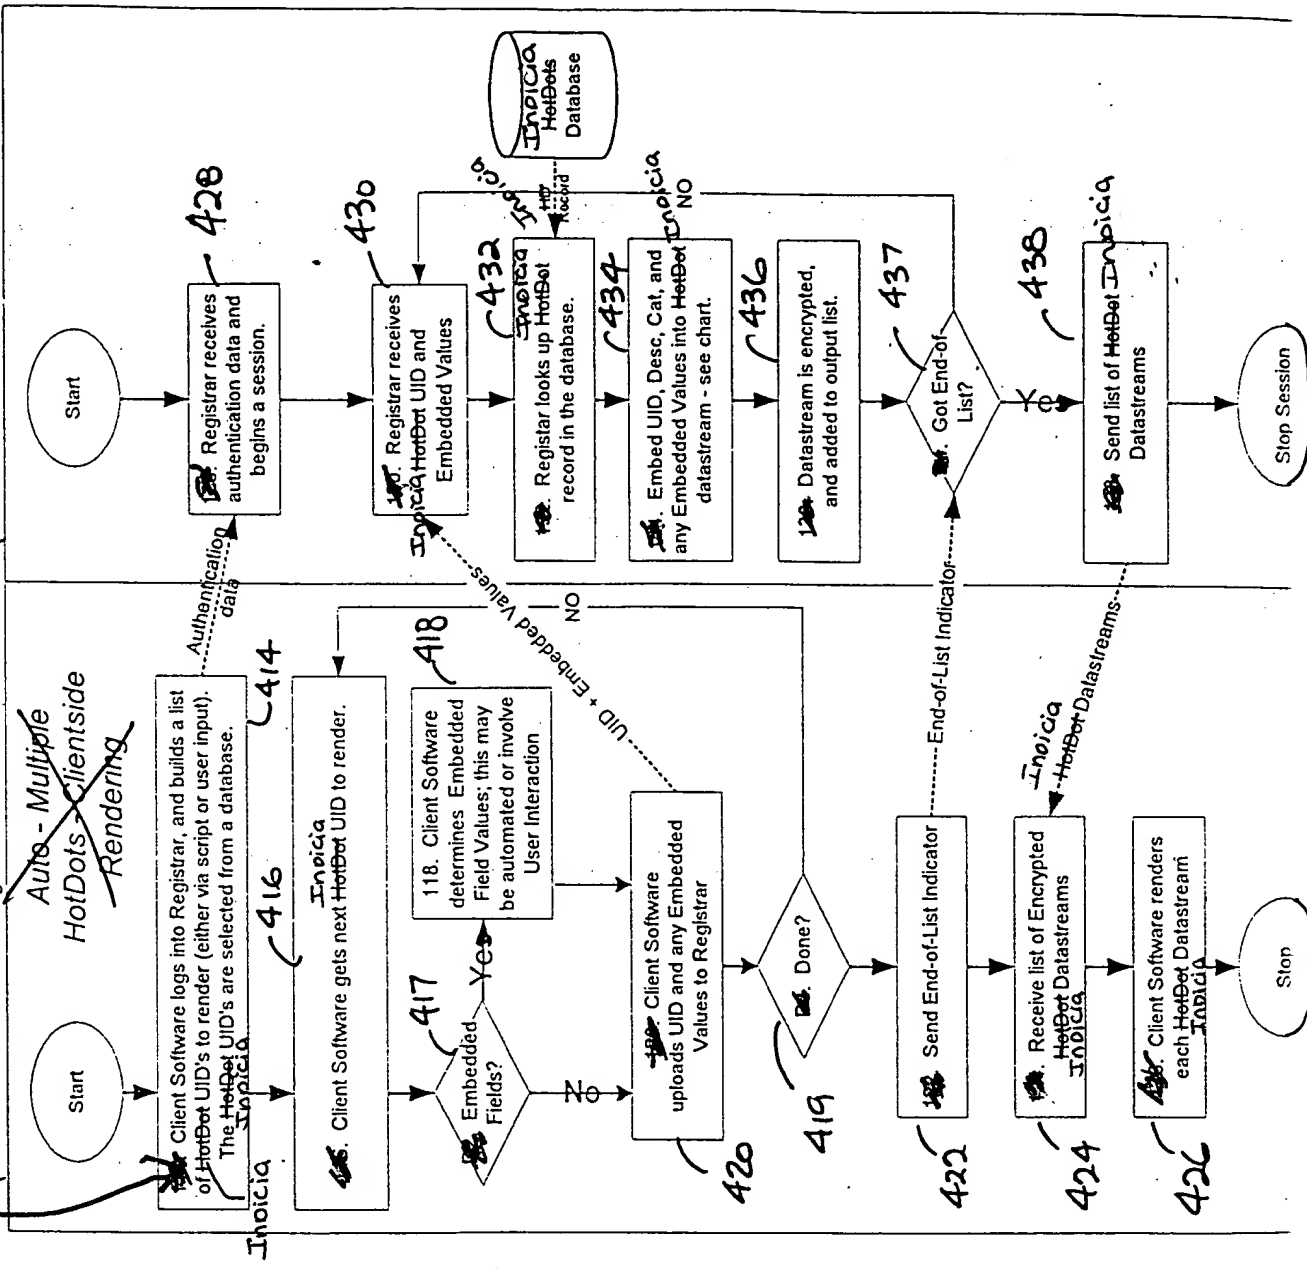 Auto - Multiple
HotDots - Clientside
Rendering
Start
Client Software logs into Registrar, and builds a list
of HotDot UID's to render (either via script or user input).
The HotDot UID's are selected from a database.
Inoicia
Inoicia
414
Authentication
data
416
Inoicia
Client Software gets next HotDot UID to render.
417
Embedded
Fields?
Yes
No
418
118. Client Software
determines Embedded
Field Values; this may
be automated or involve
User Interaction
120. Client Software
uploads UID and any Embedded
Values to Registrar
420
UID + Embedded Values
Done?
419
NO
Send End-of-List Indicator
422
End-of-List Indicator
Receive list of Encrypted
HotDot Datastreams
Inoicia
424
Inoicia
HotDot Datastreams
Client Software renders
each HotDot Datastream
Inoicia
426
Stop
Start
428
Registrar receives
authentication data and
begins a session.
430
Registrar receives
Inoicia HotDot UID and
Embedded Values
432
Inoicia
Registar looks up HotDot
record in the database.
Inoicia
HD
Record
Inoicia
HotDots
Database
434
Embed UID, Desc, Cat, and
any Embedded Values into HotDot Inoicia
datastream - see chart.
436
Datastream is encrypted,
and added to output list.
437
Got End-of-
List?
NO
Yes
438
Send list of HotDot Inoicia
Datastreams
Stop Session